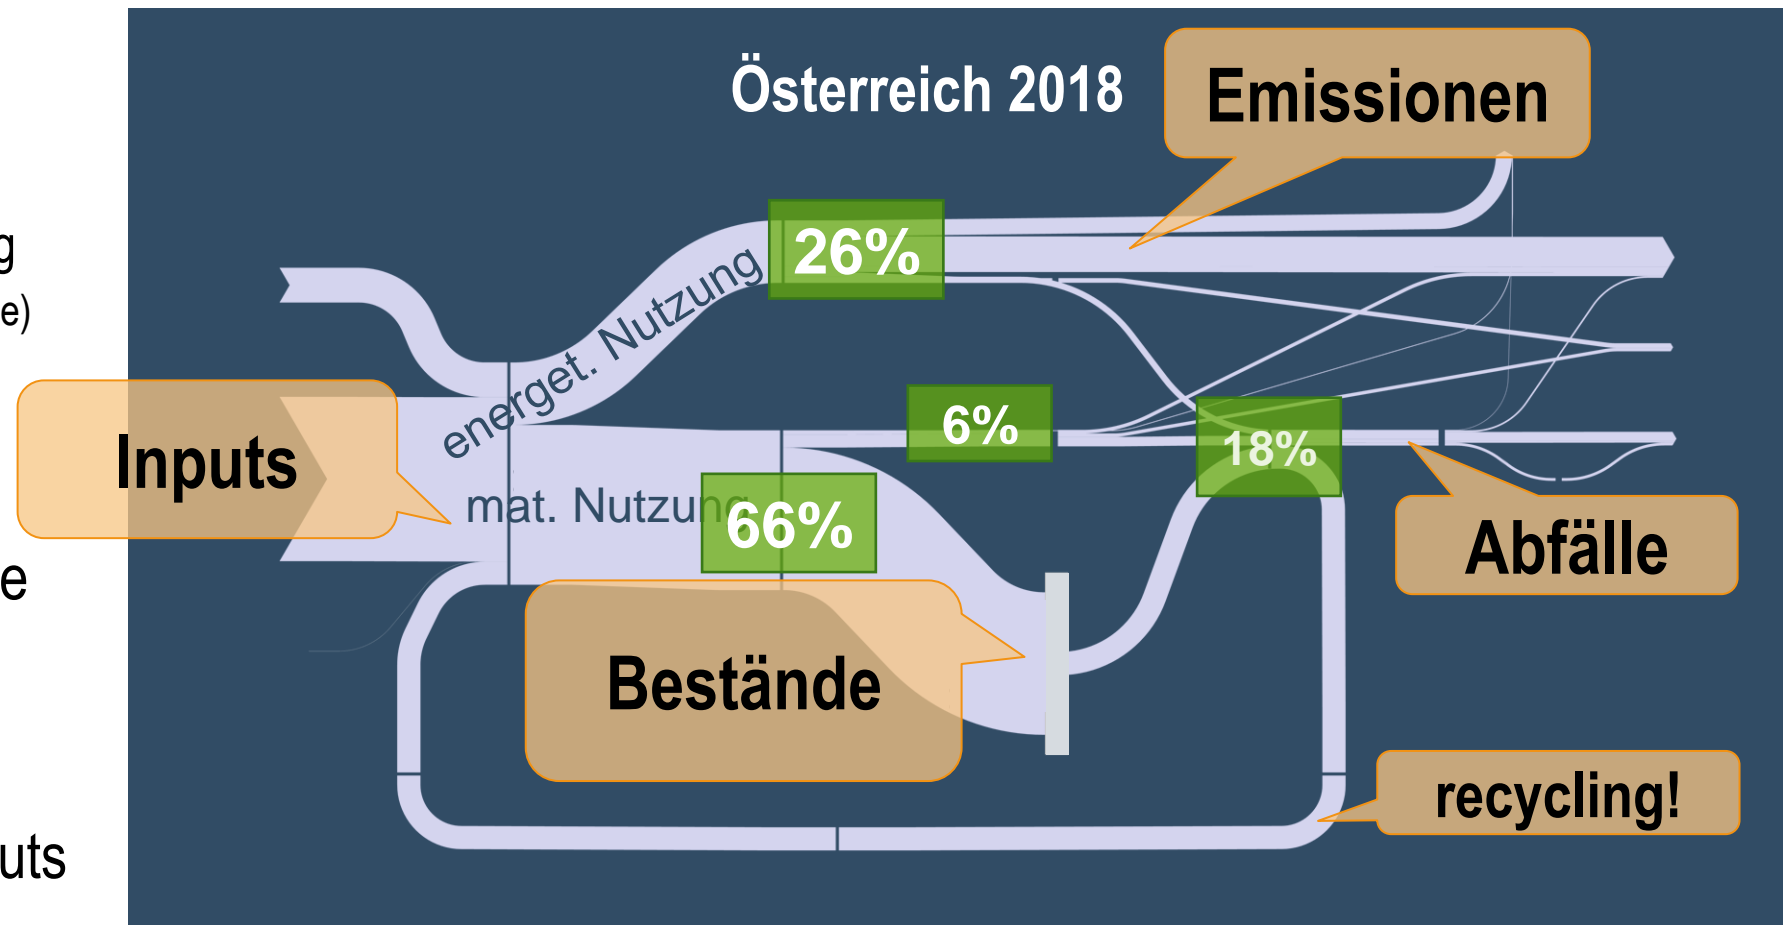 Österreich 2018
Emissionen
26%
g
e)
energet. Nutzung
6%
18%
Inputs
mat. Nutzung
66%
Abfälle
e
Bestände
recycling!
uts